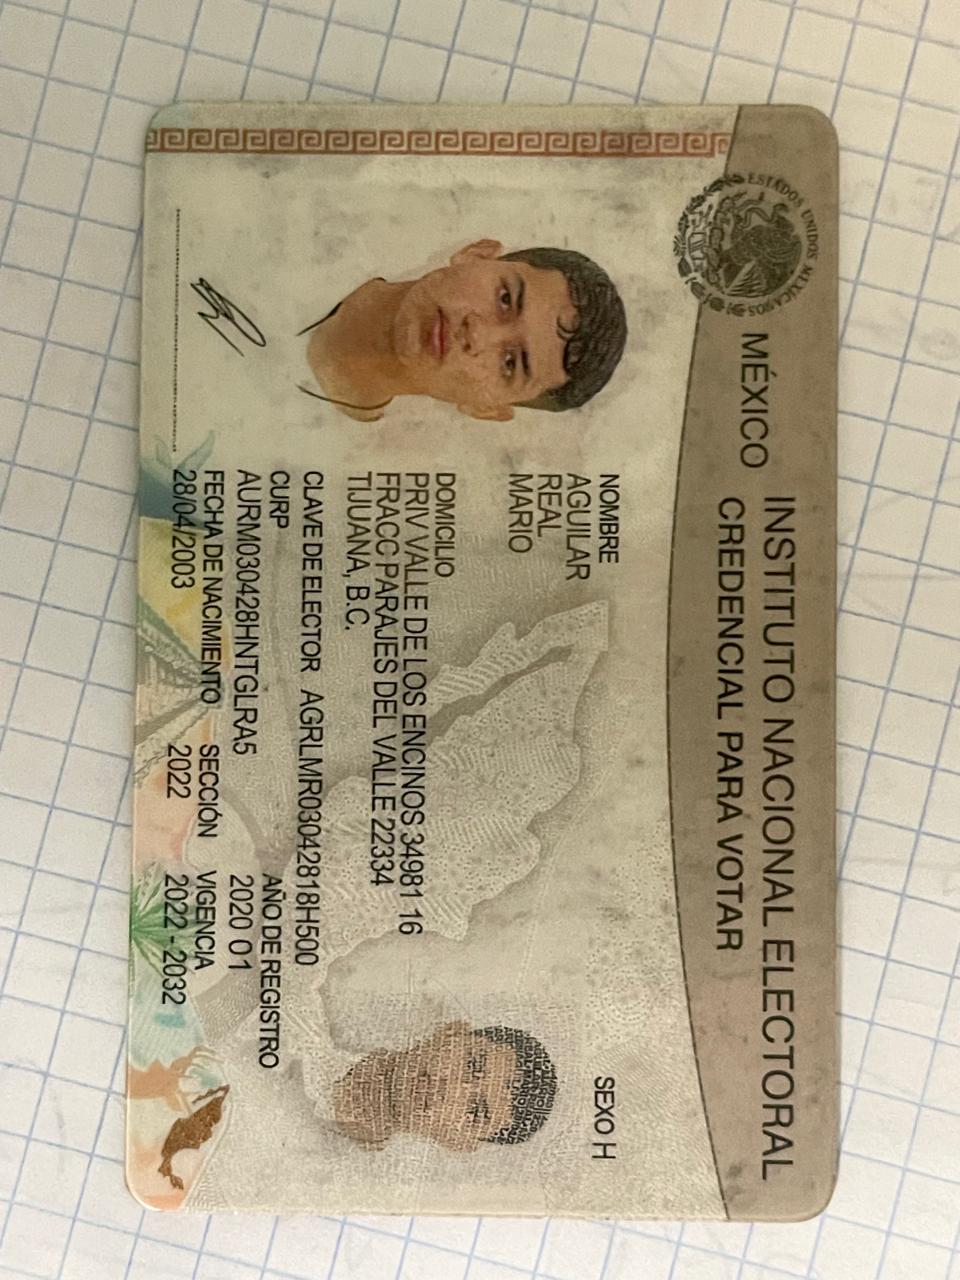 ESTADOS UNIDOS MEXICANOS
MÉXICO
INSTITUTO NACIONAL ELECTORAL
CREDENCIAL PARA VOTAR
NOMBRE
AGUILAR
REAL
MARIO
SEXO H
DOMICILIO
PRIV VALLE DE LOS ENCINOS 34981 16
FRACC PARAJES DEL VALLE 22334
TIJUANA, B.C.
CLAVE DE ELECTOR AGRLMR03042818H500
CURP
AURM030428HNTGLRA5
AÑO DE REGISTRO
2020 01
FECHA DE NACIMIENTO
28/04/2003
SECCIÓN
2022
VIGENCIA
2022 - 2032